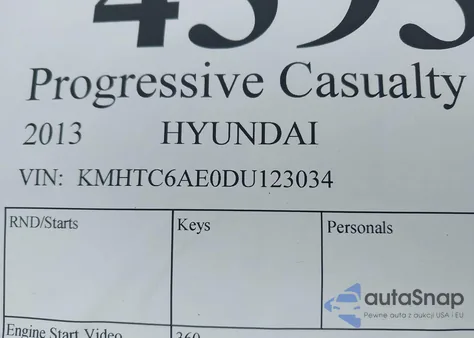 Progressive Casualty
2013 HYUNDAI
VIN: KMHTC6AE0DU123034
RND/Starts Keys Personals
autaSnap
Pewne auta z aukcji USA i EU
Engine Start Video 360